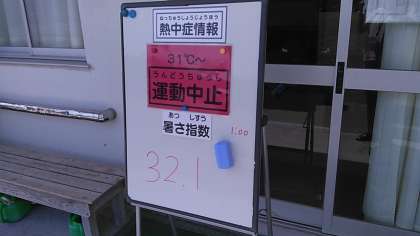 ねっちゅうしょうじょうほう
熱中症情報
31℃～
うんどうちゅうし
運動中止
あつ しすう
暑さ指数
1:00
32.1